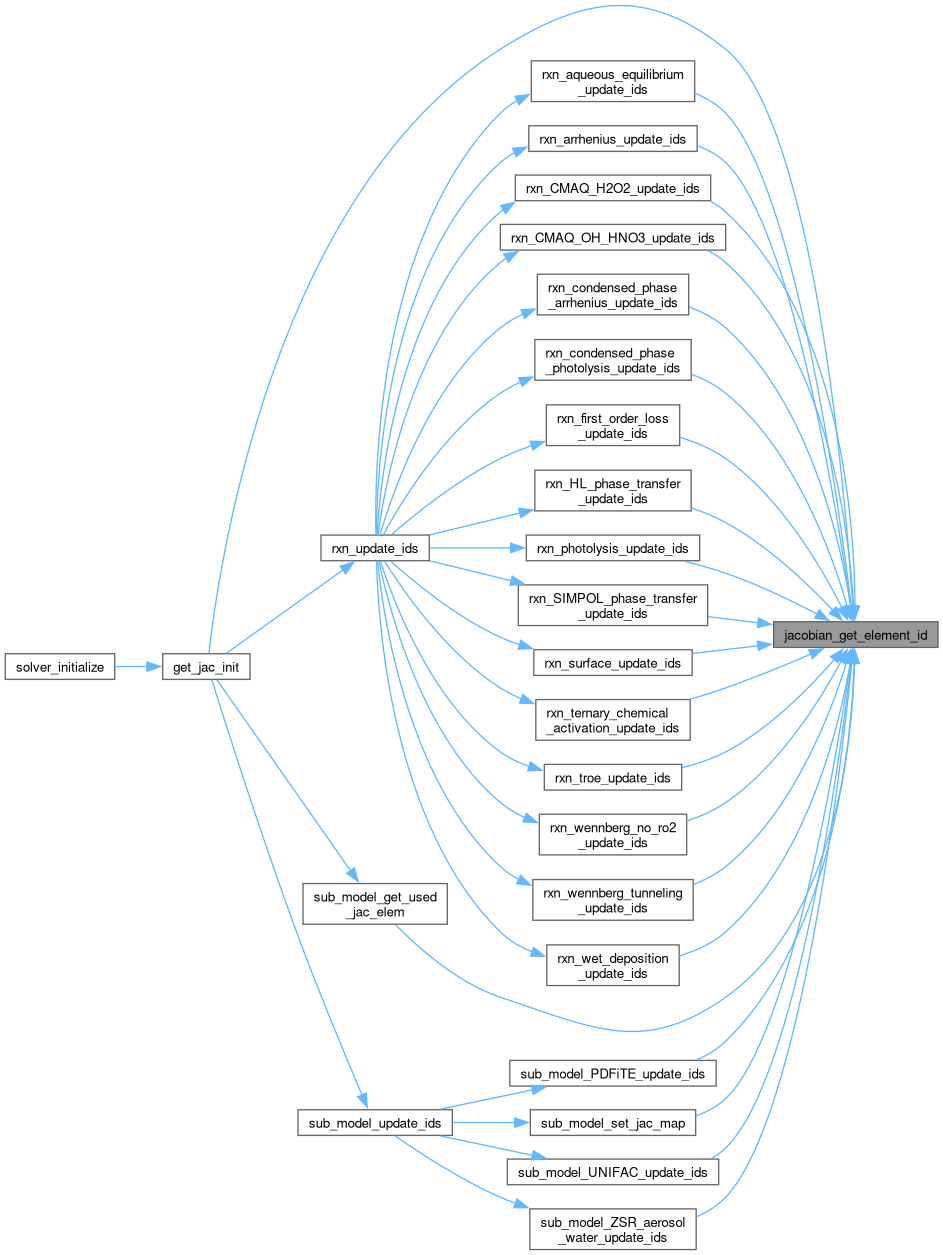 rxn_aqueous_equilibrium
_update_ids
rxn_arrhenius_update_ids
rxn_CMAQ_H2O2_update_ids
rxn_CMAQ_OH_HNO3_update_ids
rxn_condensed_phase
_arrhenius_update_ids
rxn_condensed_phase
_photolysis_update_ids
rxn_first_order_loss
_update_ids
rxn_HL_phase_transfer
_update_ids
rxn_update_ids
rxn_photolysis_update_ids
rxn_SIMPOL_phase_transfer
_update_ids
jacobian_get_element_id
solver_initialize
get_jac_init
rxn_surface_update_ids
rxn_ternary_chemical
_activation_update_ids
rxn_troe_update_ids
rxn_wennberg_no_ro2
_update_ids
sub_model_get_used
_jac_elem
rxn_wennberg_tunneling
_update_ids
rxn_wet_deposition
_update_ids
sub_model_PDFiTE_update_ids
sub_model_update_ids
sub_model_set_jac_map
sub_model_UNIFAC_update_ids
sub_model_ZSR_aerosol
_water_update_ids